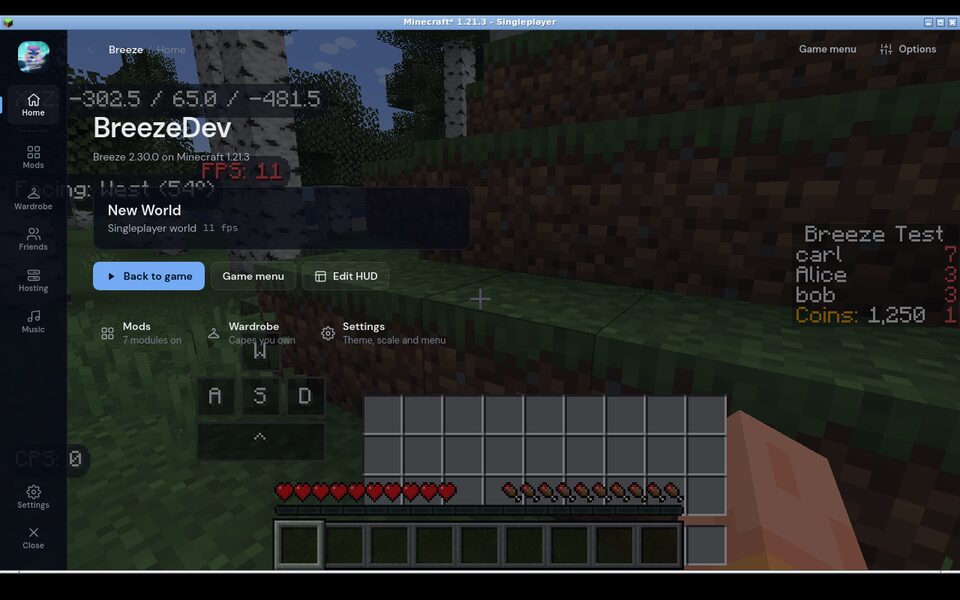 Minecraft* 1.21.3 - Singleplayer
Breeze / Home
Game menu
Options
-302.5 / 65.0 / -481.5
Home
BreezeDev
Breeze 2.30.0 on Minecraft 1.21.3
FPS: 11
Mods
Facing: West (54°)
Wardrobe
New World
Singleplayer world 11 fps
Friends
Breeze Test
carl 7
Alice 3
bob 3
Coins: 1,250 1
Hosting
Back to game
Game menu
Edit HUD
Music
Mods
7 modules on
Wardrobe
Capes you own
Settings
Theme, scale and menu
W
A S D
^
CPS: 0
Settings
Close